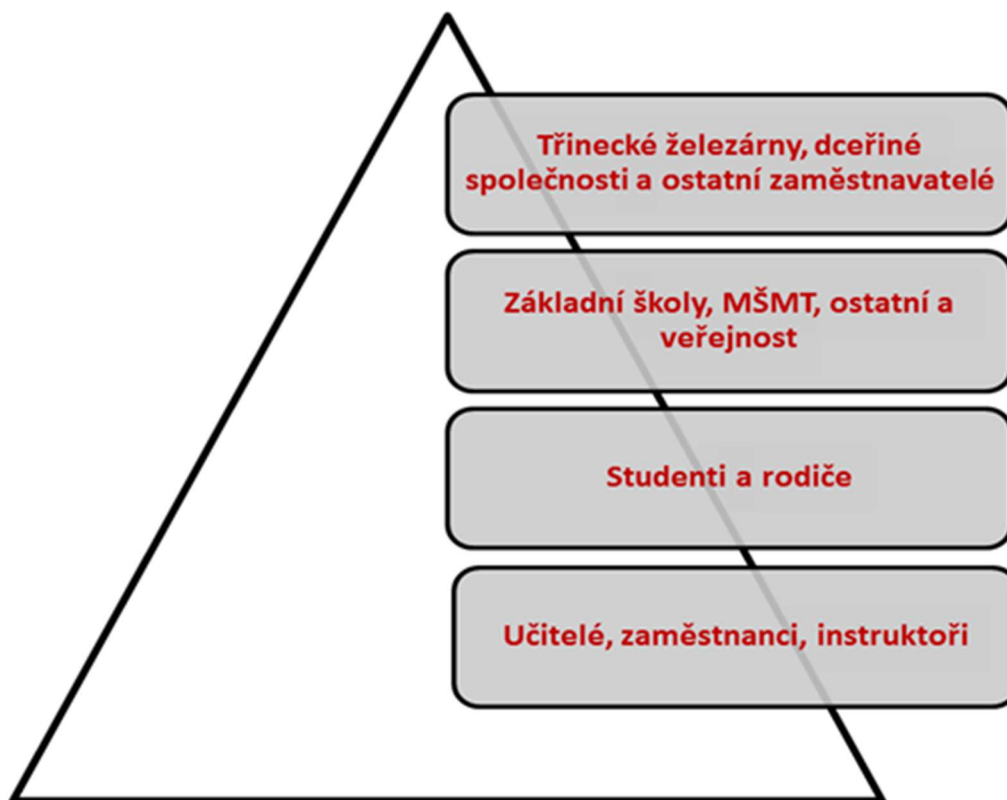 Třinecké železárny, dceřiné
společnosti a ostatní zaměstnavatelé
Základní školy, MŠMT, ostatní a
veřejnost
Studenti a rodiče
Učitelé, zaměstnanci, instruktoři